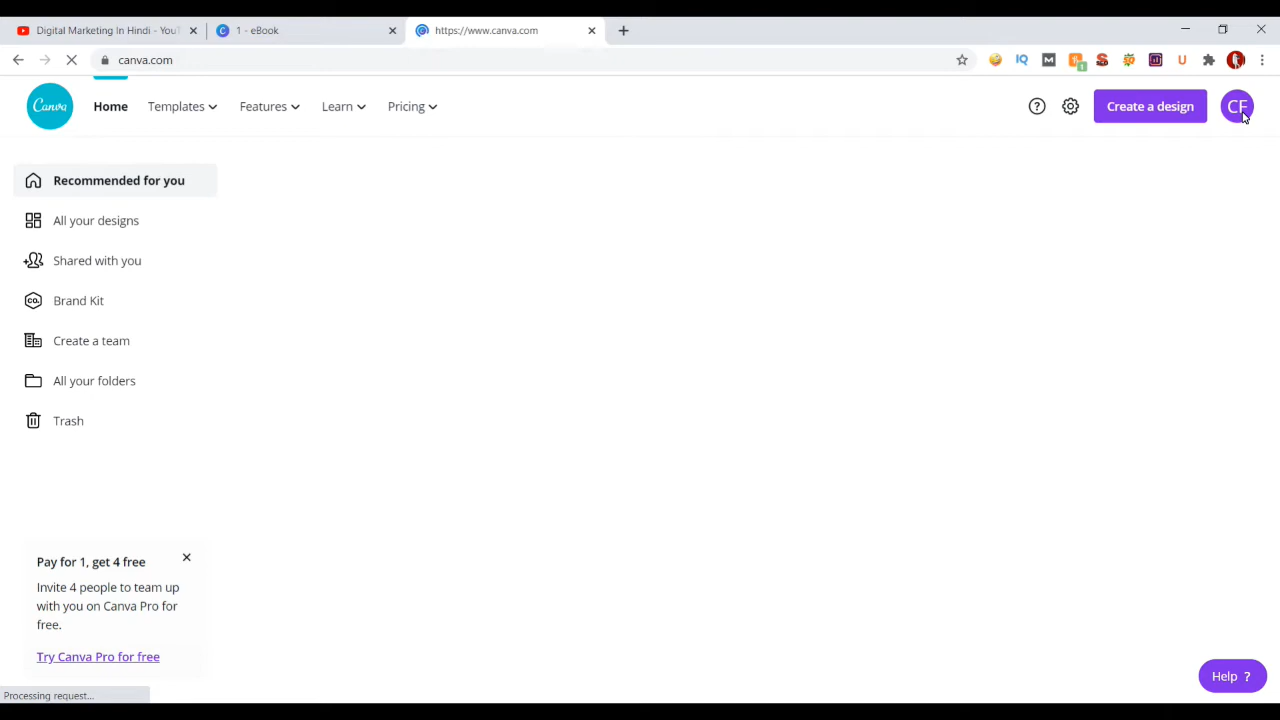 Digital Marketing In Hindi - YouT
1 - eBook
https://www.canva.com
canva.com
Canva
Home
Templates
Features
Learn
Pricing
Create a design
CF
Recommended for you
All your designs
Shared with you
CO.
Brand Kit
Create a team
All your folders
Trash
Pay for 1, get 4 free
Invite 4 people to team up
with you on Canva Pro for
free.
Try Canva Pro for free
Help ?
Processing request...